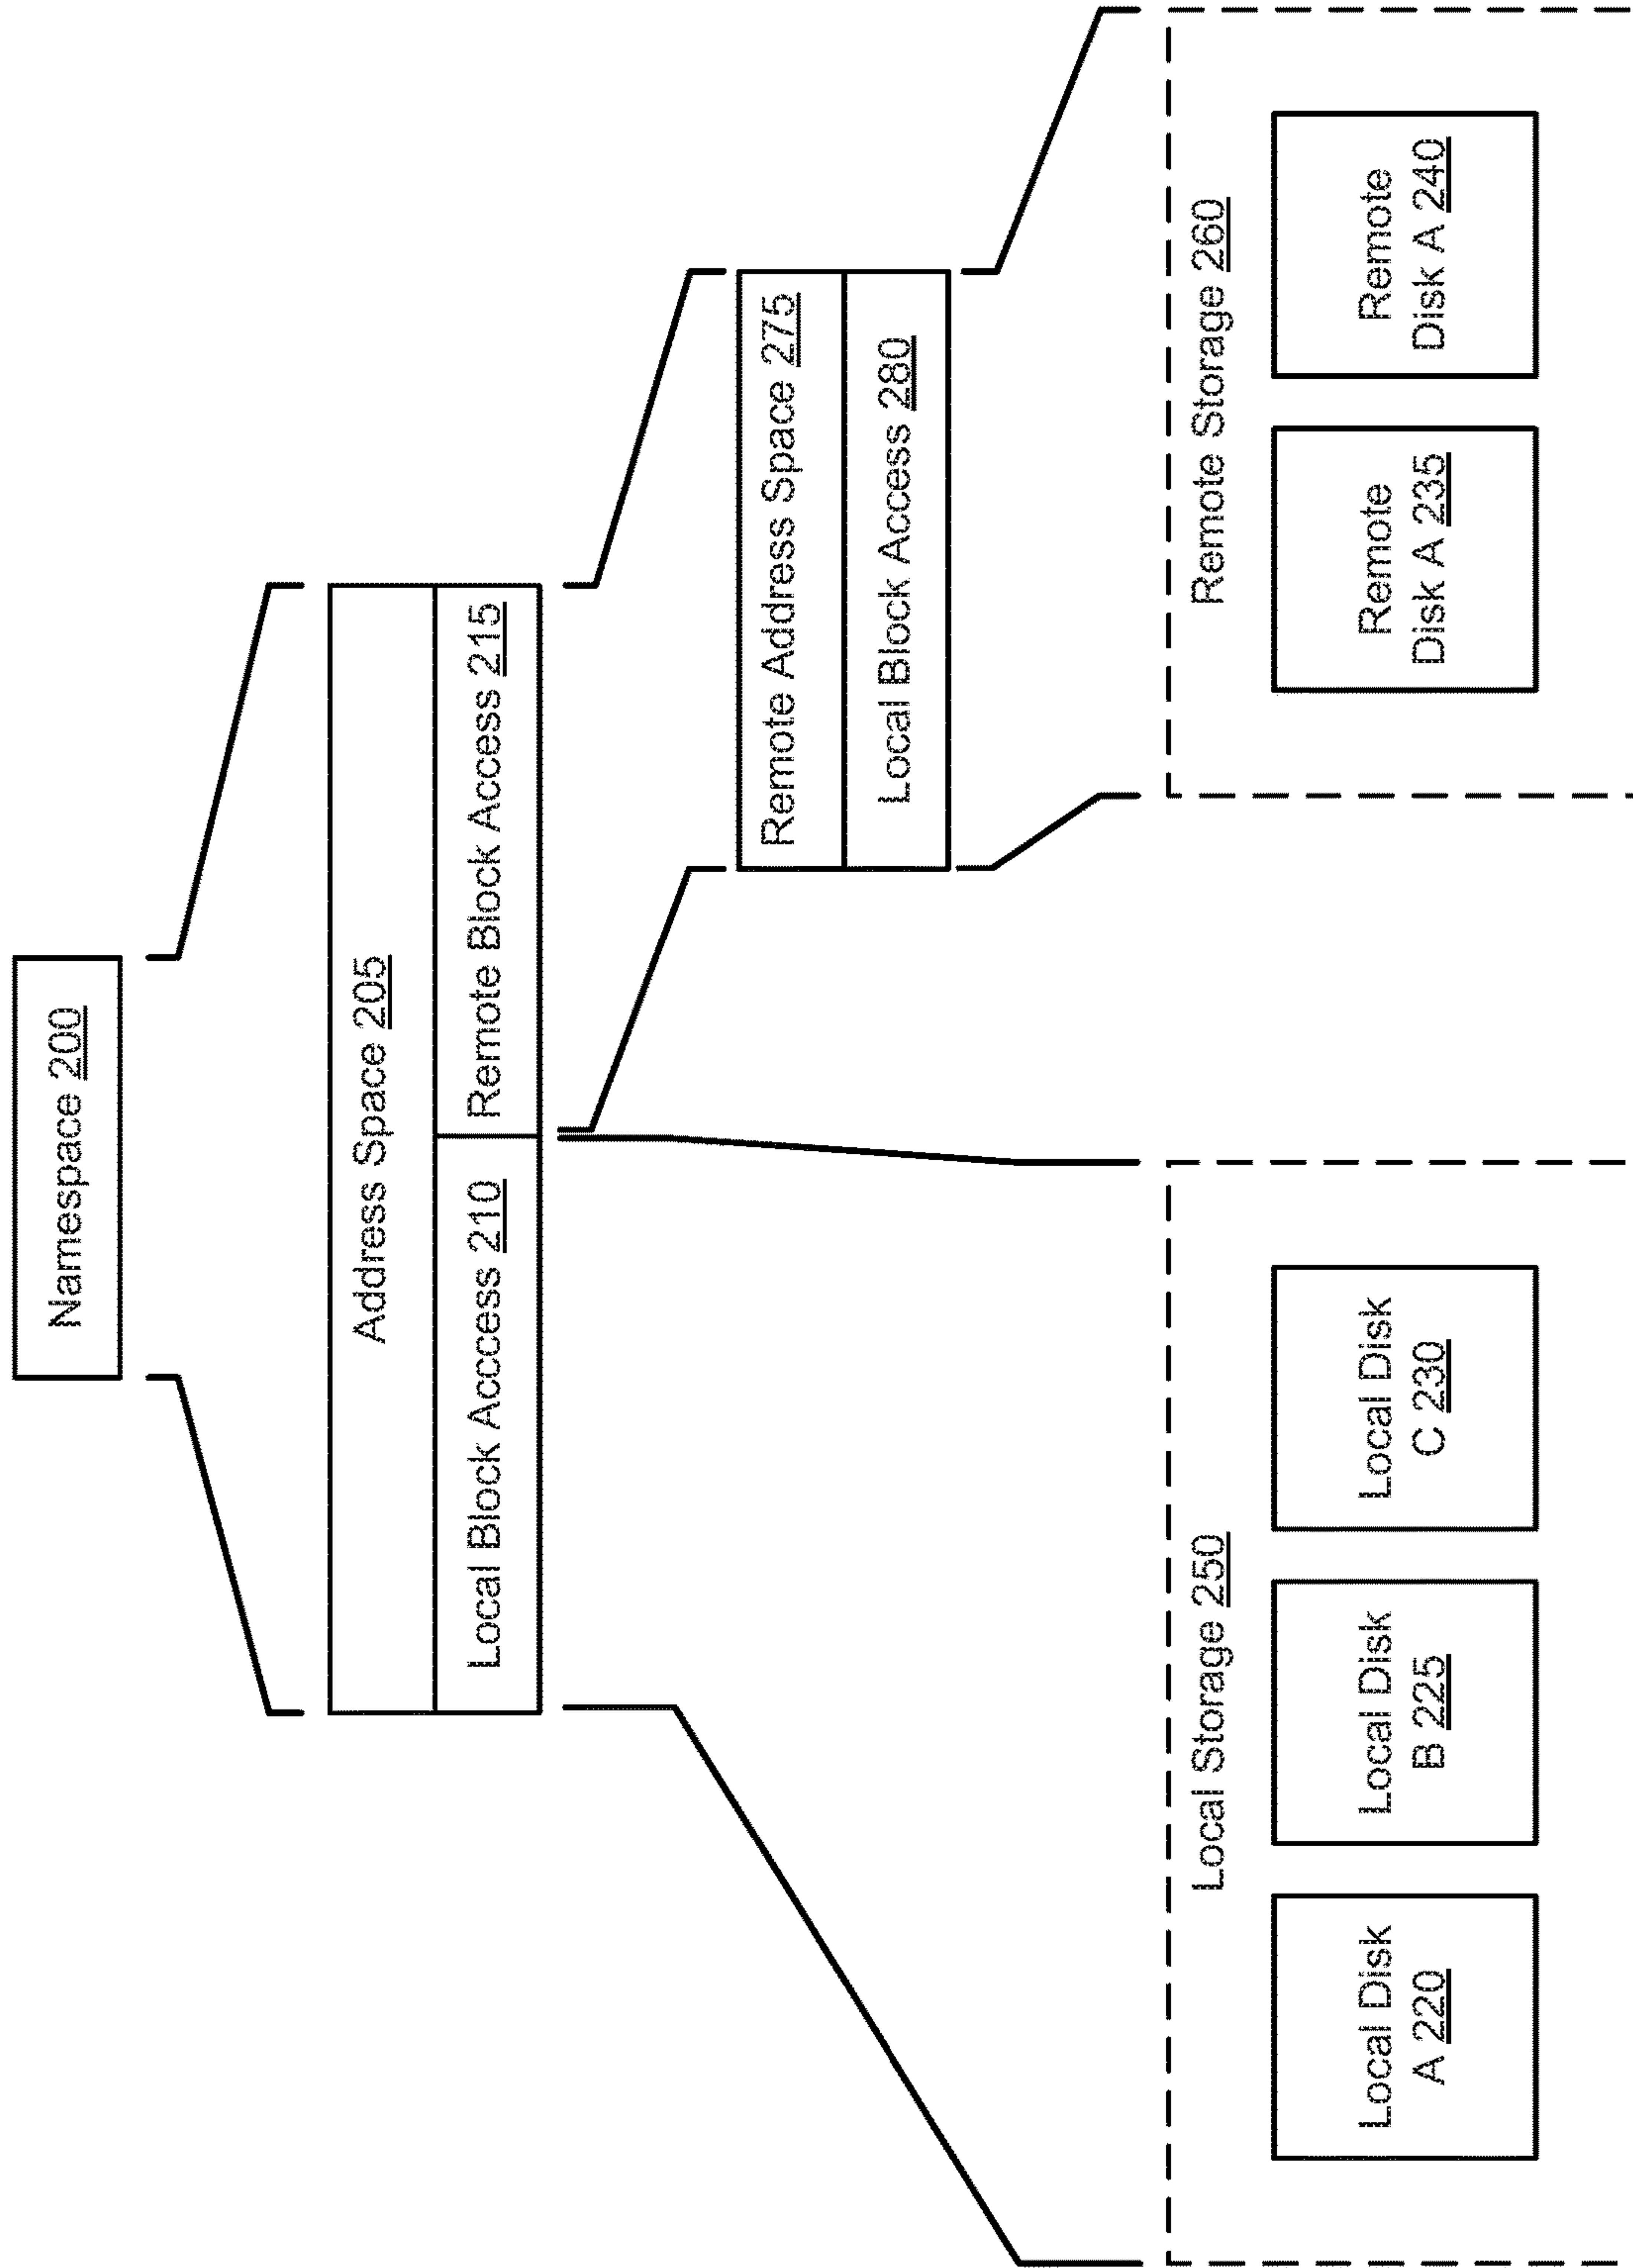 Namespace 200
Address Space 205
Local Block Access 210
Remote Block Access 215
Remote Address Space 275
Local Block Access 280
Local Storage 250
Local Disk
A 220
Local Disk
B 225
Local Disk
C 230
Remote Storage 260
Remote
Disk A 235
Remote
Disk A 240